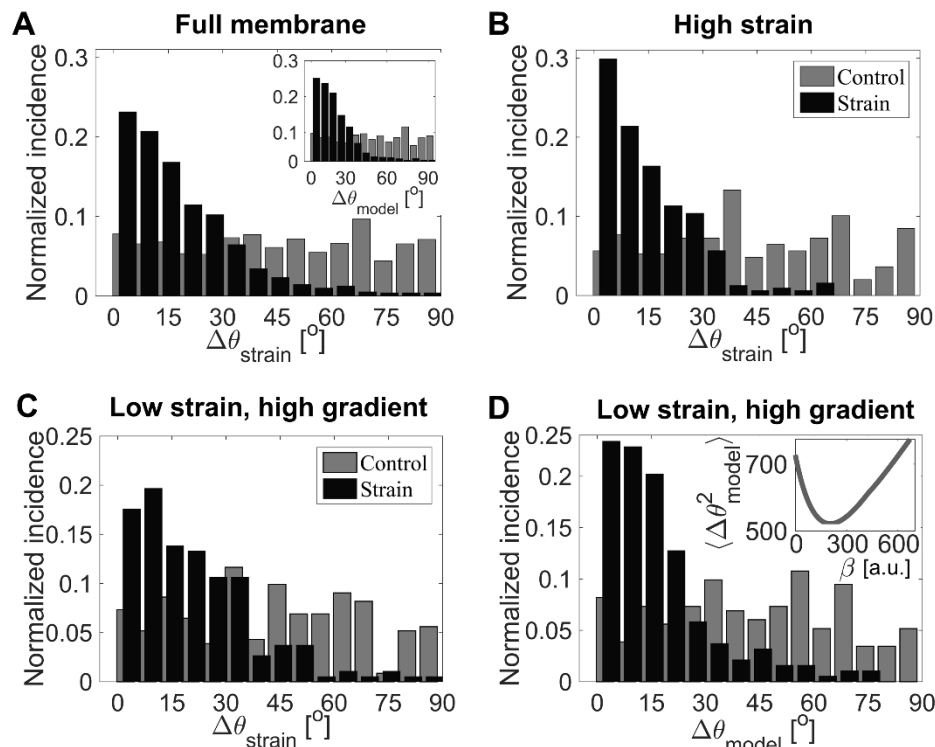 A
Full membrane
Normalized incidence
0.3
0.2
0.1
0
0 15 30 45 60 75 90
Δθstrain [o]
0.3
0.2
0.1
0
0 30 60 90
Δθmodel [o]
B
High strain
Normalized incidence
0.3
0.2
0.1
0
0 15 30 45 60 75 90
Δθstrain [o]
Control
Strain
C
Low strain, high gradient
Normalized incidence
0.25
0.2
0.15
0.1
0.05
0
0 15 30 45 60 75 90
Δθstrain [o]
Control
Strain
D
Low strain, high gradient
Normalized incidence
0.25
0.2
0.15
0.1
0.05
0
0 15 30 45 60 75 90
Δθmodel [o]
⟨Δθ2model⟩
700
500
0 300 600
β [a.u.]